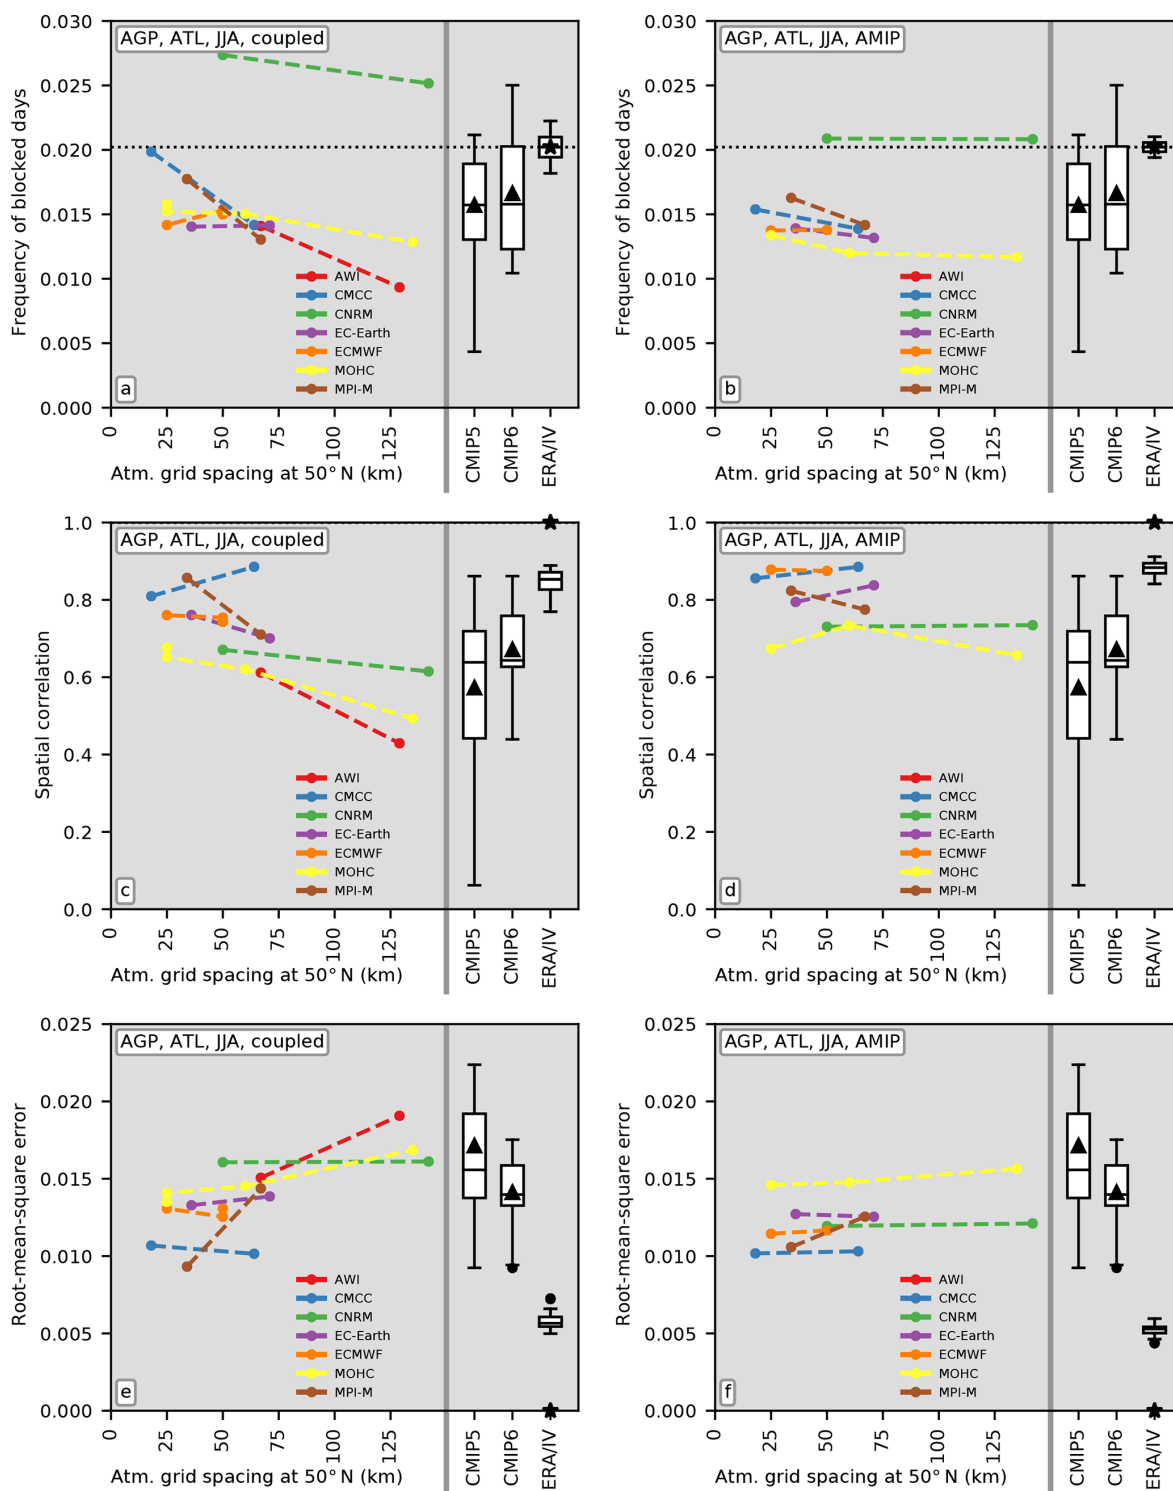 AGP, ATL, JJA, coupled
Frequency of blocked days
0.030
0.025
0.020
0.015
0.010
0.005
0.000
AWI
CMCC
CNRM
EC-Earth
ECMWF
MOHC
MPI-M
a
0
25
50
75
100
125
CMIP5
CMIP6
ERA/IV
Atm. grid spacing at 50° N (km)
AGP, ATL, JJA, AMIP
Frequency of blocked days
0.030
0.025
0.020
0.015
0.010
0.005
0.000
AWI
CMCC
CNRM
EC-Earth
ECMWF
MOHC
MPI-M
b
0
25
50
75
100
125
CMIP5
CMIP6
ERA/IV
Atm. grid spacing at 50° N (km)
AGP, ATL, JJA, coupled
Spatial correlation
1.0
0.8
0.6
0.4
0.2
0.0
AWI
CMCC
CNRM
EC-Earth
ECMWF
MOHC
MPI-M
c
0
25
50
75
100
125
CMIP5
CMIP6
ERA/IV
Atm. grid spacing at 50° N (km)
AGP, ATL, JJA, AMIP
Spatial correlation
1.0
0.8
0.6
0.4
0.2
0.0
AWI
CMCC
CNRM
EC-Earth
ECMWF
MOHC
MPI-M
d
0
25
50
75
100
125
CMIP5
CMIP6
ERA/IV
Atm. grid spacing at 50° N (km)
AGP, ATL, JJA, coupled
Root-mean-square error
0.025
0.020
0.015
0.010
0.005
0.000
AWI
CMCC
CNRM
EC-Earth
ECMWF
MOHC
MPI-M
e
0
25
50
75
100
125
CMIP5
CMIP6
ERA/IV
Atm. grid spacing at 50° N (km)
AGP, ATL, JJA, AMIP
Root-mean-square error
0.025
0.020
0.015
0.010
0.005
0.000
AWI
CMCC
CNRM
EC-Earth
ECMWF
MOHC
MPI-M
f
0
25
50
75
100
125
CMIP5
CMIP6
ERA/IV
Atm. grid spacing at 50° N (km)